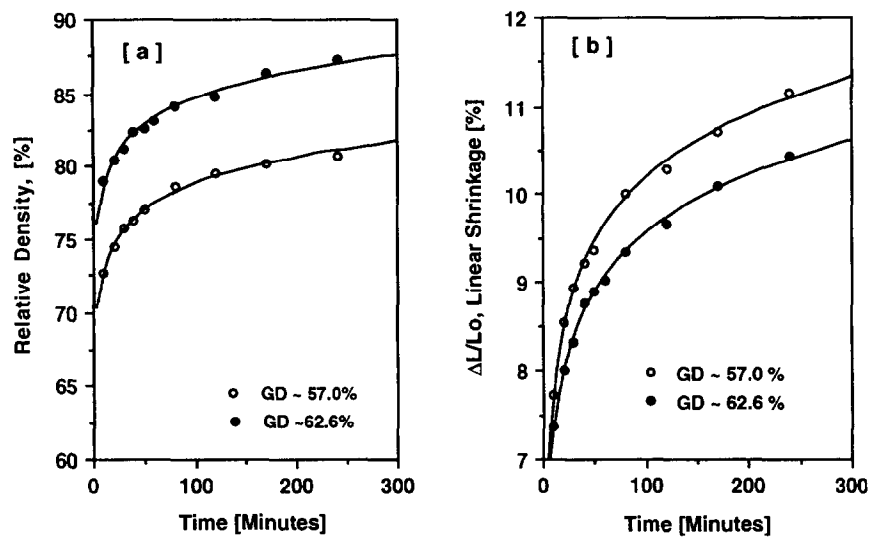 [ a ]
Relative Density, [%]
90
85
80
75
70
65
60
GD ~ 57.0%
GD ~62.6%
0
100
200
300
Time [Minutes]
[ b ]
ΔL/Lo, Linear Shrinkage [%]
12
11
10
9
8
7
GD ~ 57.0 %
GD ~ 62.6 %
0
100
200
300
Time [Minutes]